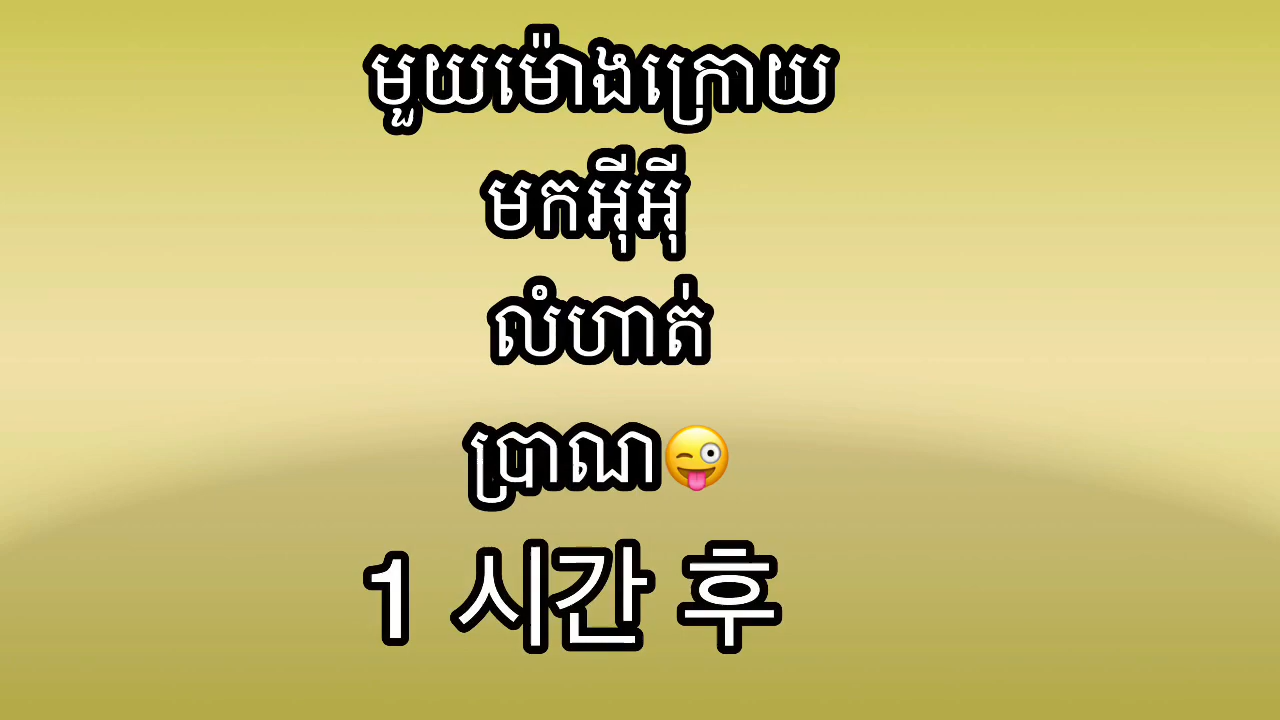 មួយម៉ោងក្រោយ
មកអ៊ីអ៊ី
លំហាត់
ប្រាណ😜
1 시간 후